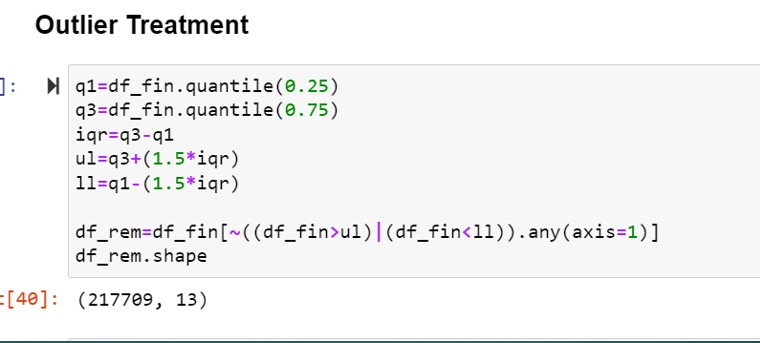 Outlier Treatment
]:
q1=df_fin.quantile(0.25)
q3=df_fin.quantile(0.75)
iqr=q3-q1
ul=q3+(1.5*iqr)
ll=q1-(1.5*iqr)
df_rem=df_fin[~((df_fin>ul)|(df_fin<ll)).any(axis=1)]
df_rem.shape
t[40]: (217709, 13)